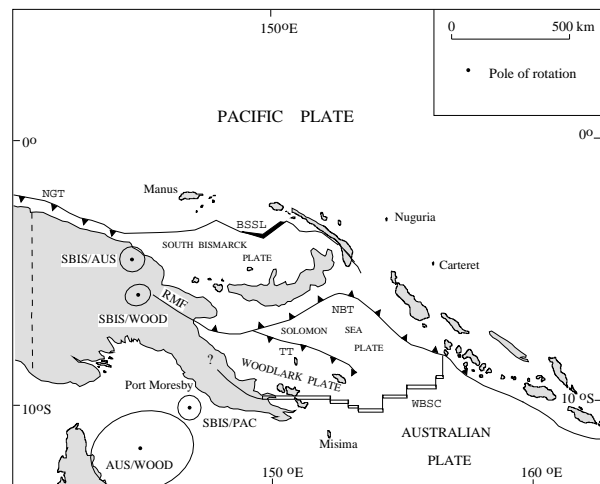 150°E
0 500 km
Pole of rotation
PACIFIC PLATE
0° 0°
NGT
Manus
BSSL
Nuguria
SOUTH BISMARCK
PLATE
SBIS/AUS
Carteret
RMF
SBIS/WOOD
NBT
SOLOMON SEA
PLATE
TT
?
WOODLARK PLATE
Port Moresby
WBSC
10°S 10°S
SBIS/PAC
Misima
AUSTRALIAN
PLATE
AUS/WOOD
150 °E 160 °E